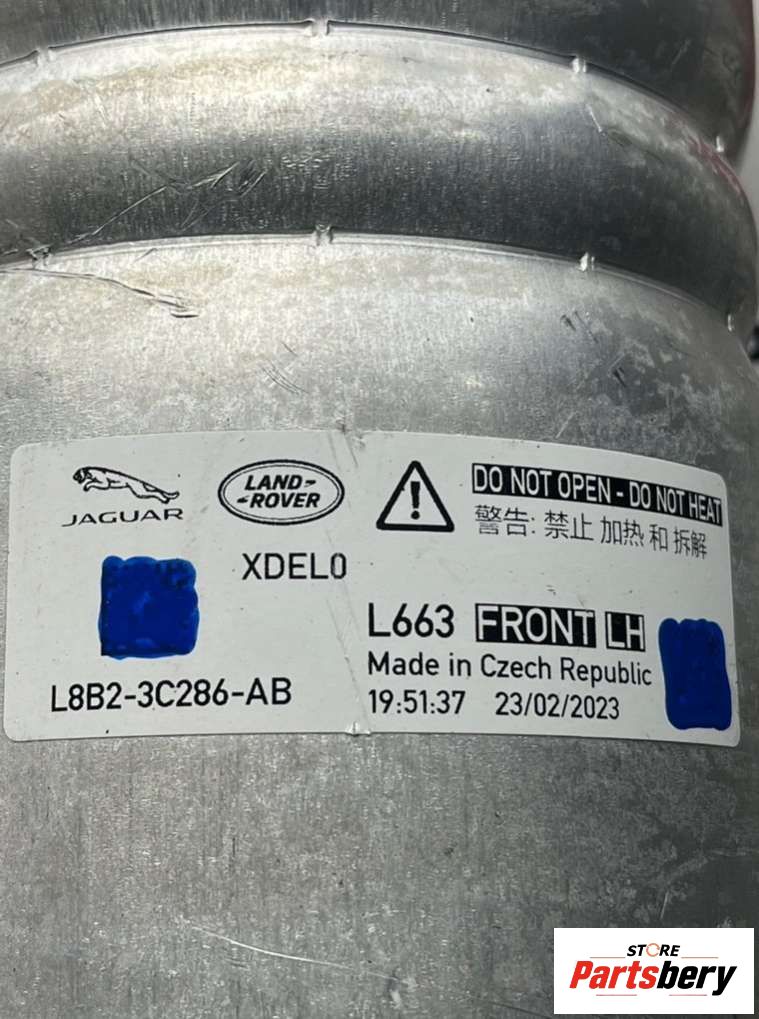 JAGUAR
LAND-
-ROVER
DO NOT OPEN - DO NOT HEAT
警告: 禁止 加热 和 拆解
XDEL0
L663 FRONT LH
Made in Czech Republic
L8B2-3C286-AB
19:51:37 23/02/2023
STORE
Partsbery